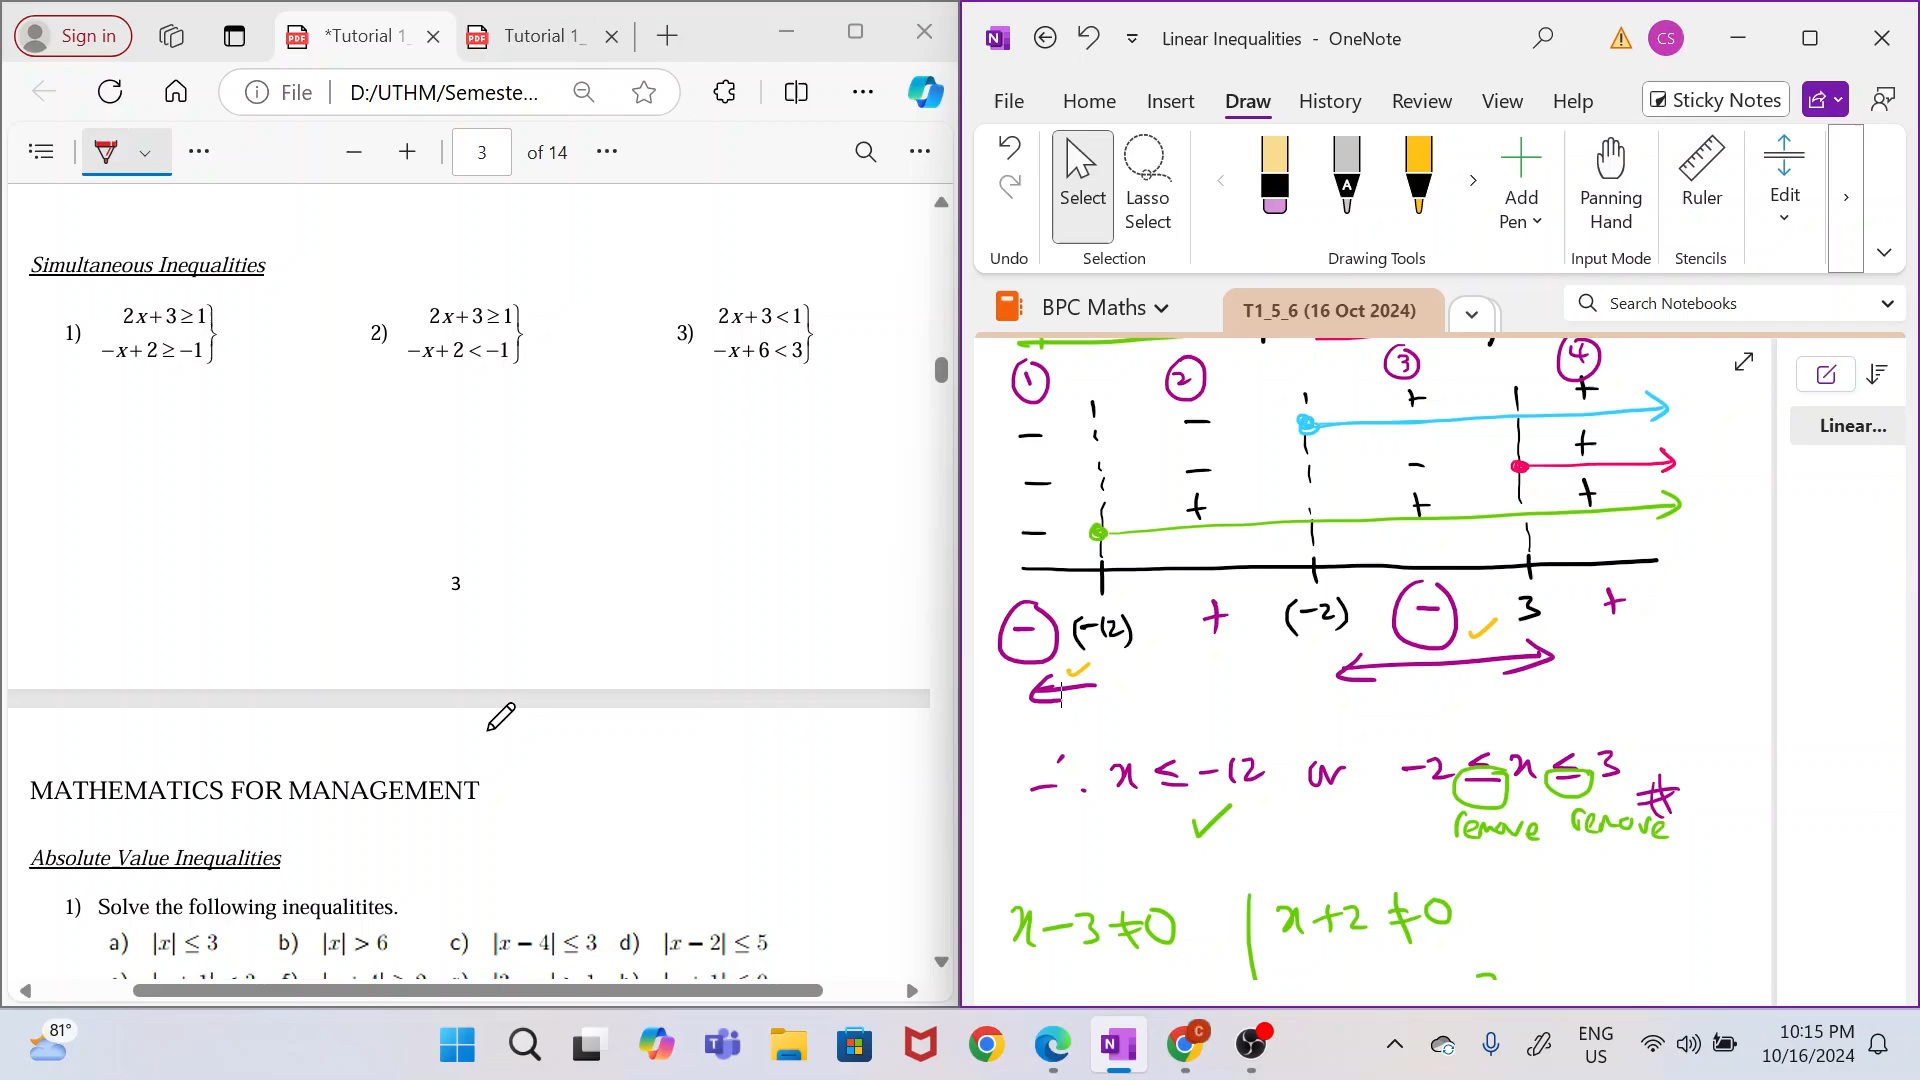 Sign in
*Tutorial 1_
Tutorial 1_
File
D:/UTHM/Semeste...
3 of 14
Simultaneous Inequalities
1) 2x+3≥1
-x+2≥-1
2) 2x+3≥1
-x+2<-1
3) 2x+3<1
-x+6<3
3
MATHEMATICS FOR MANAGEMENT
Absolute Value Inequalities
1) Solve the following inequalitites.
a) |x| ≤ 3 b) |x| > 6 c) |x − 4| ≤ 3 d) |x − 2| ≤ 5
Linear Inequalities - OneNote
CS
File Home Insert Draw History Review View Help
Sticky Notes
Select
Lasso Select
Add Pen
Panning Hand
Ruler
Edit
Undo Selection Drawing Tools Input Mode Stencils
BPC Maths
T1_5_6 (16 Oct 2024)
Search Notebooks
Linear...
1 2 3 4
- - + +
- - - +
- + + +
- (-12) + (-2) - 3 +
∴ x ≤ -12 or -2 ≤ x ≤ 3 #
remove remove
x-3≠0 | x+2≠0
81°
ENG
US
10:15 PM
10/16/2024